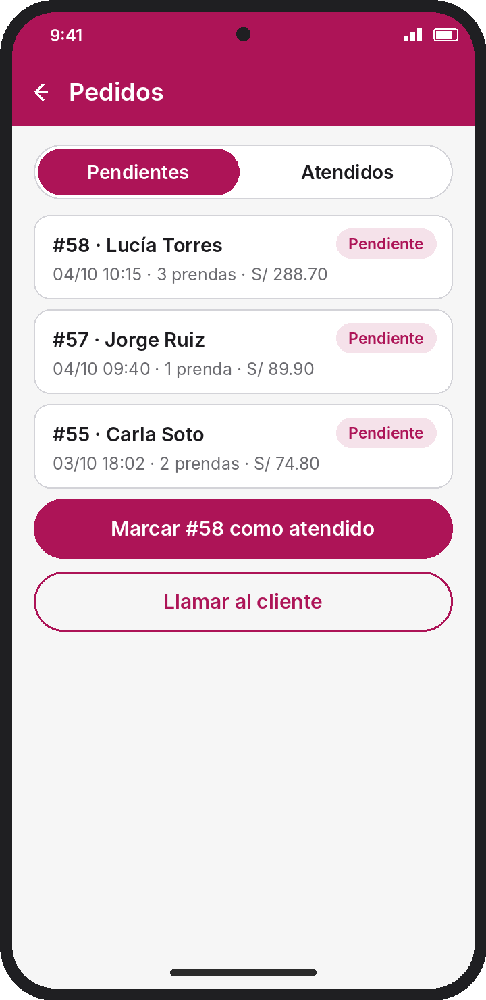 9:41
Pedidos
Pendientes
Atendidos
#58 · Lucía Torres
Pendiente
04/10 10:15 · 3 prendas · S/ 288.70
#57 · Jorge Ruiz
Pendiente
04/10 09:40 · 1 prenda · S/ 89.90
#55 · Carla Soto
Pendiente
03/10 18:02 · 2 prendas · S/ 74.80
Marcar #58 como atendido
Llamar al cliente